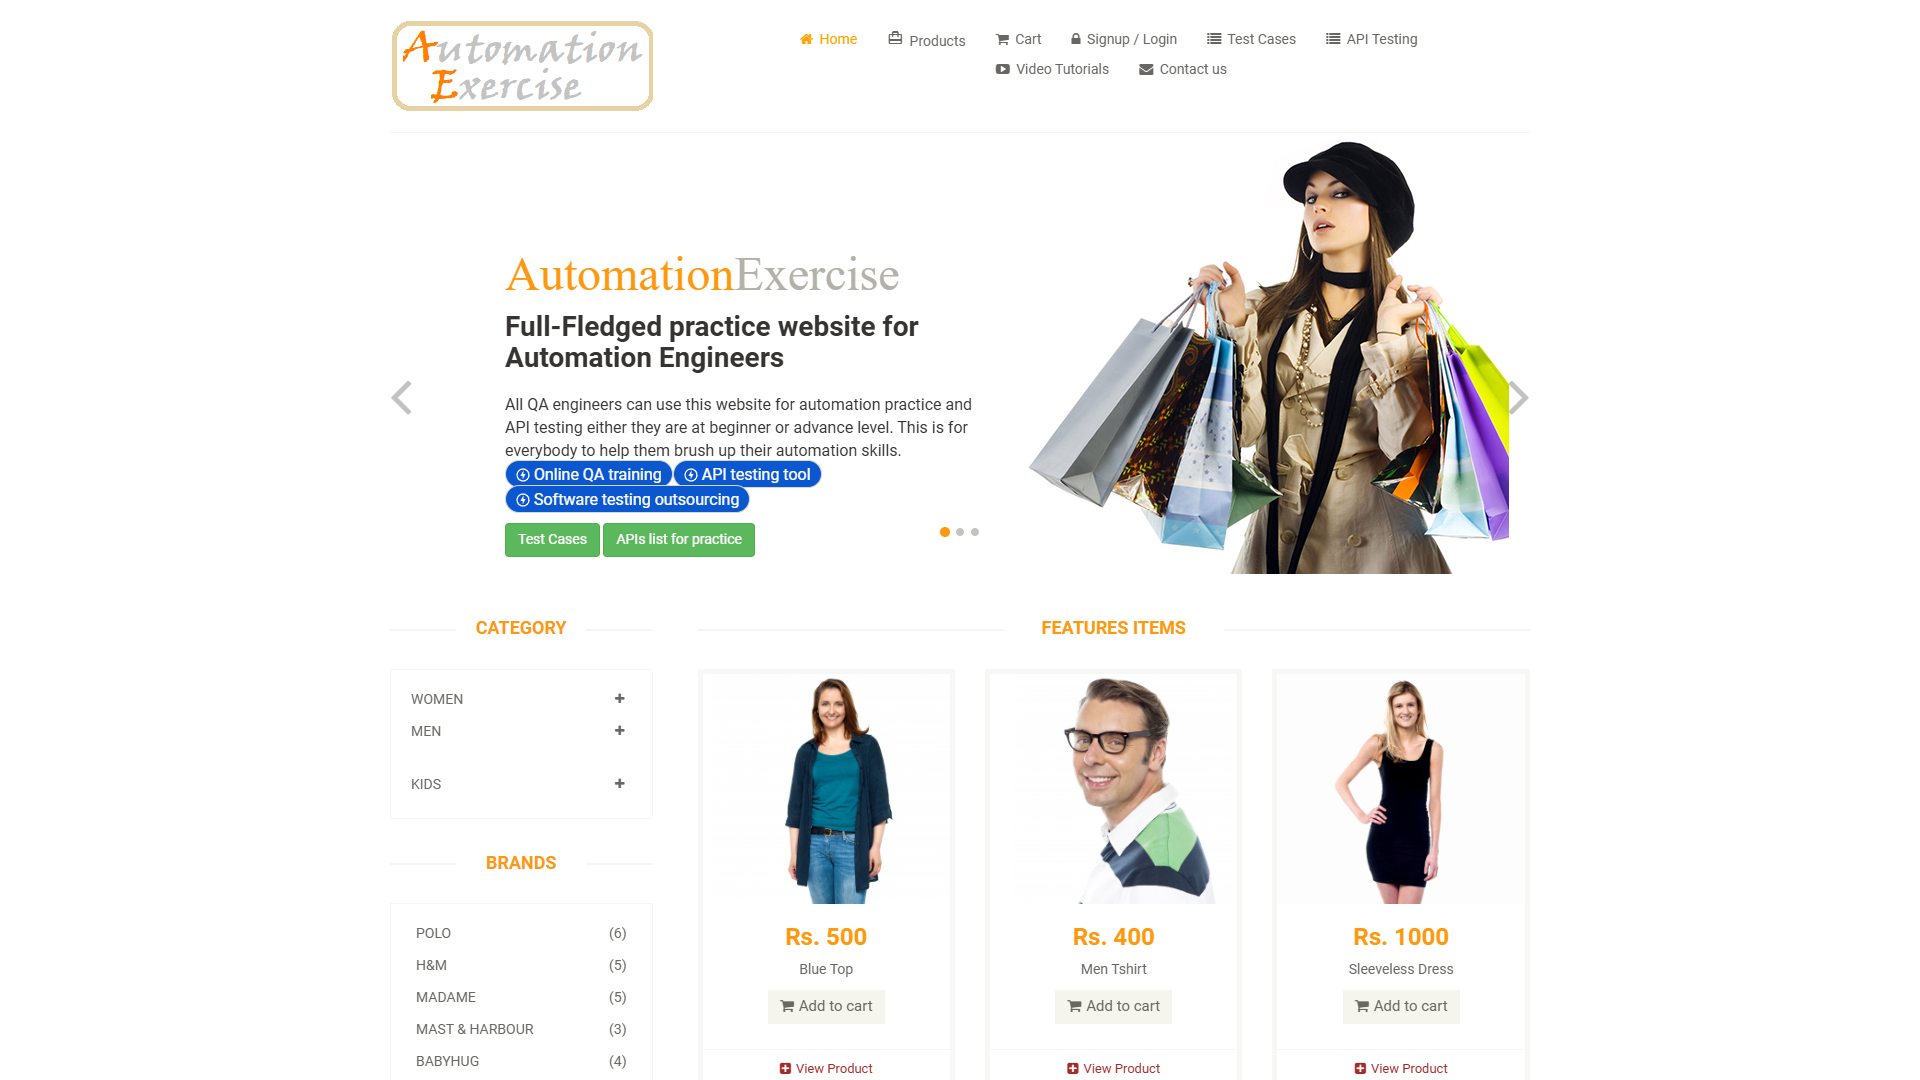 Automation
Exercise
Home
Products
Cart
Signup / Login
Test Cases
API Testing
Video Tutorials
Contact us
AutomationExercise
Full-Fledged practice website for
Automation Engineers
All QA engineers can use this website for automation practice and
API testing either they are at beginner or advance level. This is for
everybody to help them brush up their automation skills.
Online QA training
API testing tool
Software testing outsourcing
Test Cases
APIs list for practice
CATEGORY
WOMEN
MEN
KIDS
BRANDS
POLO (6)
H&M (5)
MADAME (5)
MAST & HARBOUR (3)
BABYHUG (4)
FEATURES ITEMS
Rs. 500
Blue Top
Add to cart
View Product
Rs. 400
Men Tshirt
Add to cart
View Product
Rs. 1000
Sleeveless Dress
Add to cart
View Product